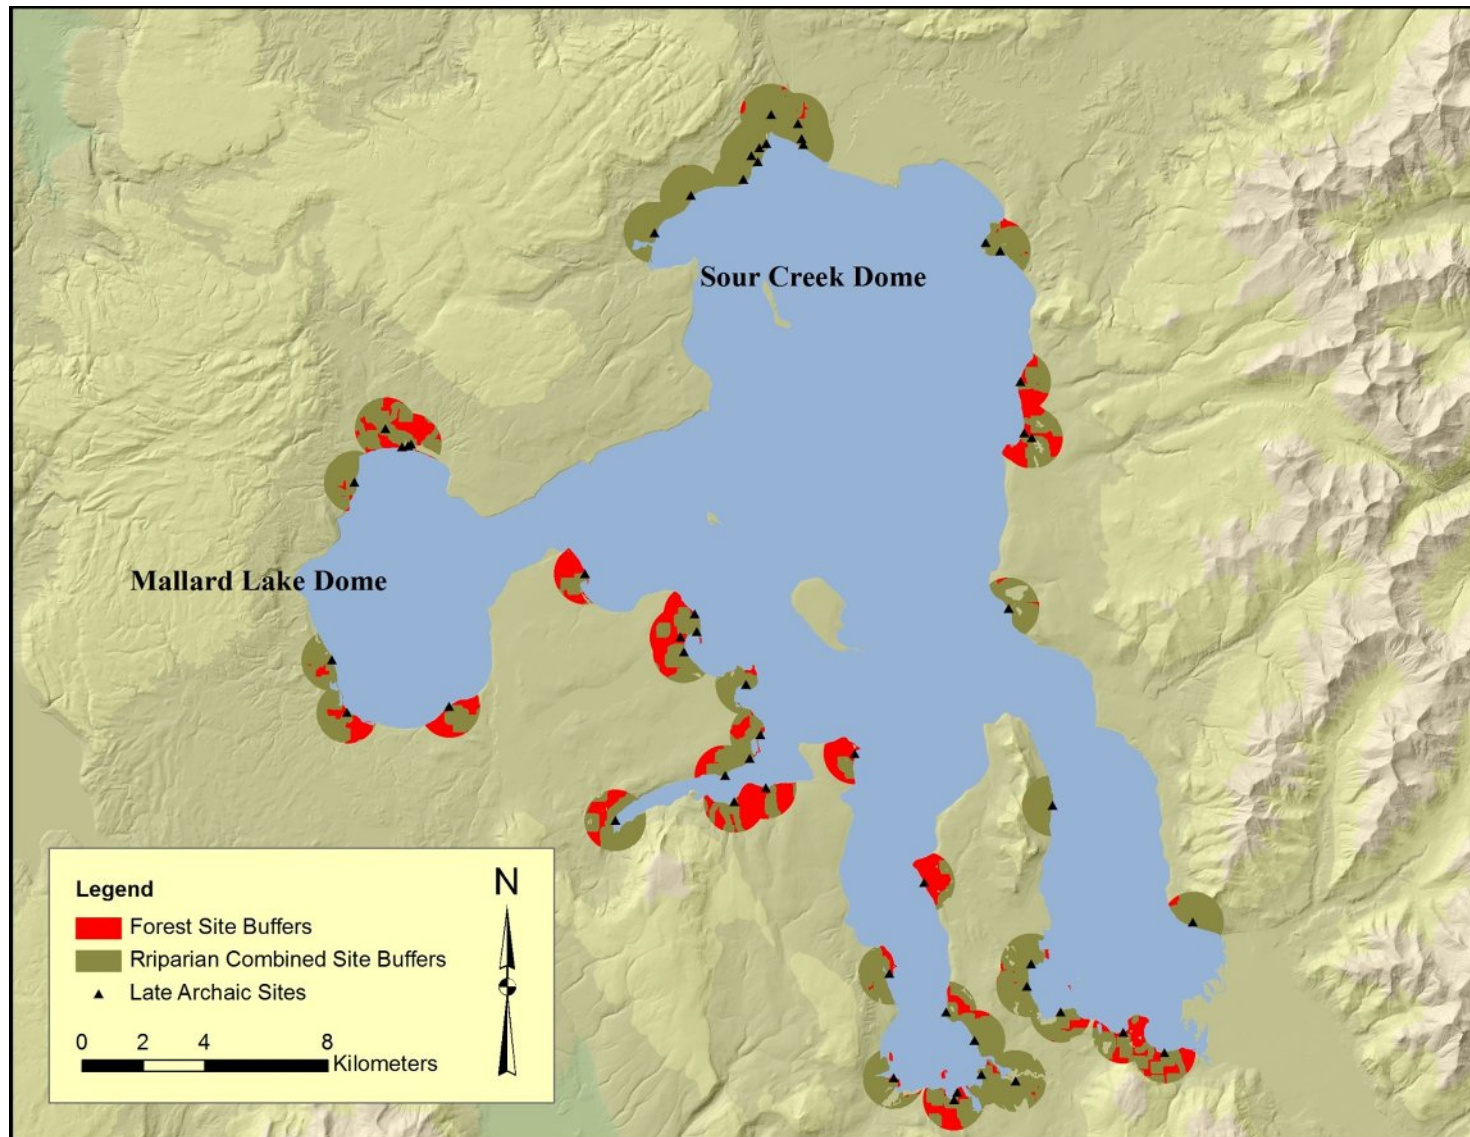 Sour Creek Dome
Mallard Lake Dome
Legend
Forest Site Buffers
Rriparian Combined Site Buffers
Late Archaic Sites
0 2 4 8
Kilometers
N